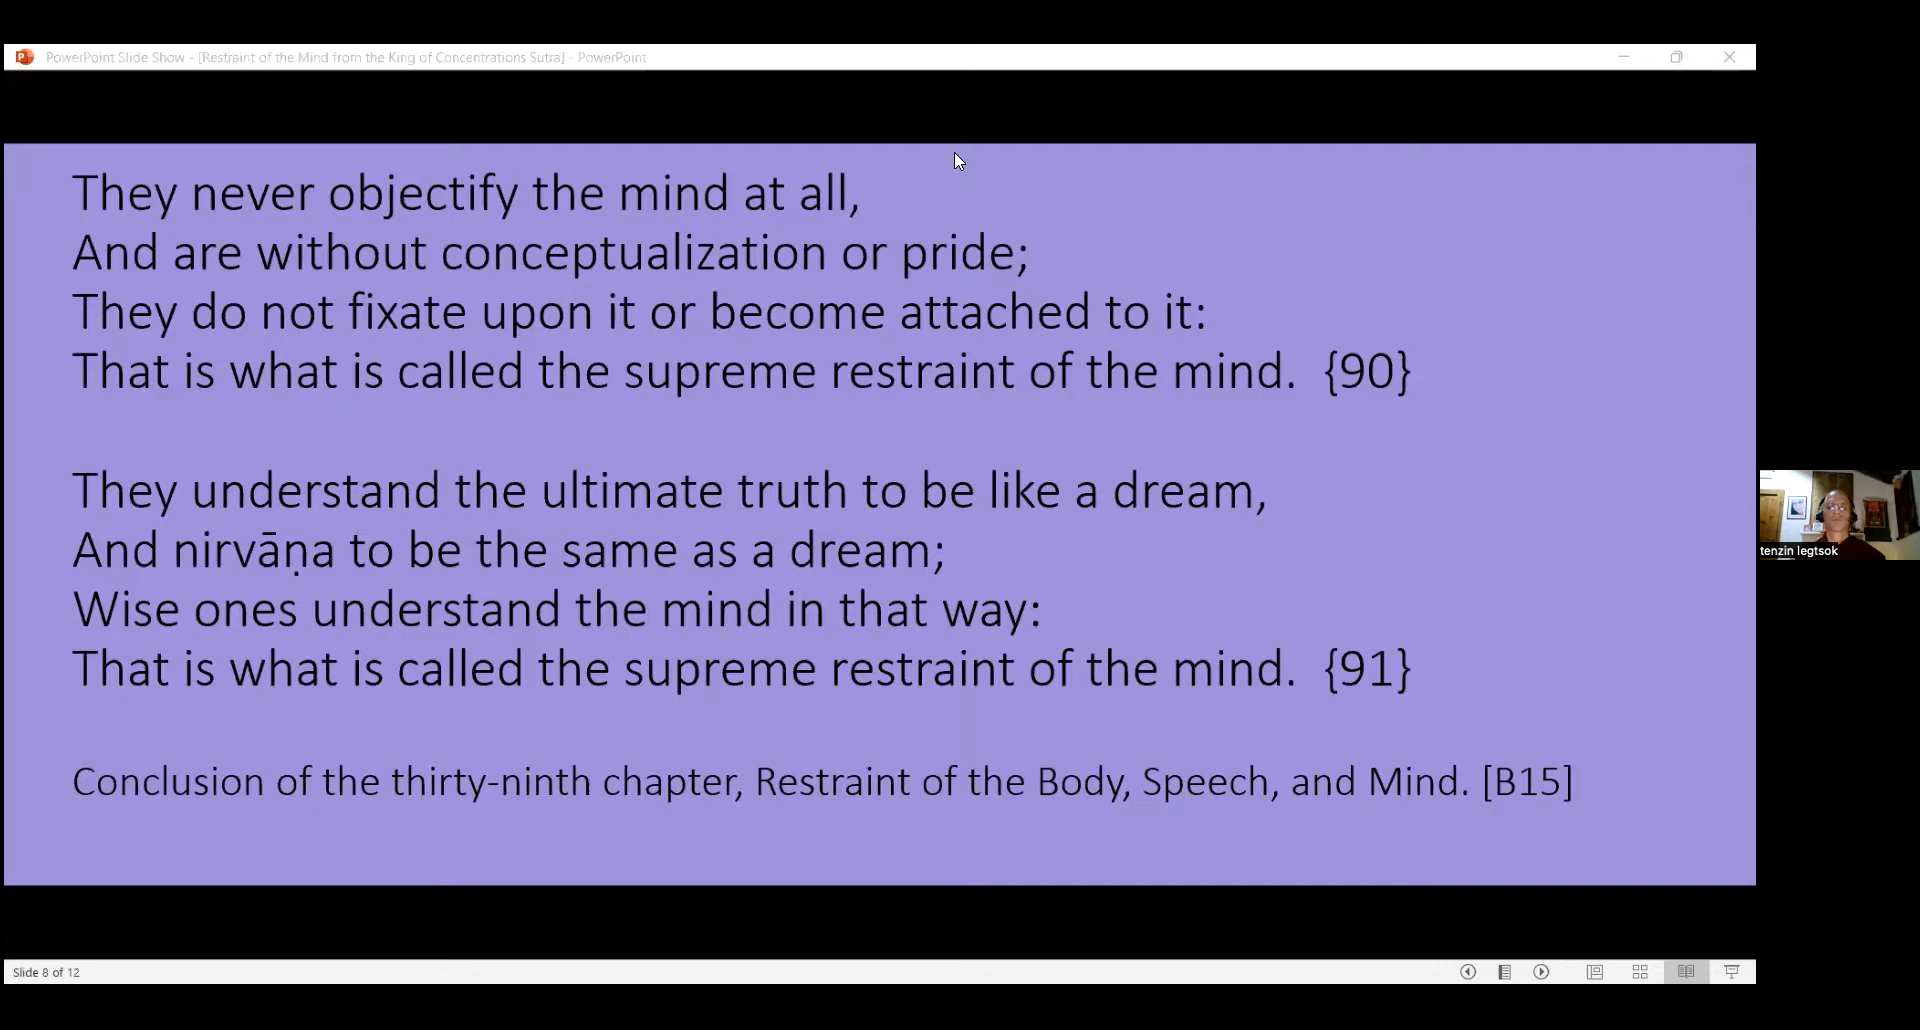 PowerPoint Slide Show - [Restraint of the Mind from the King of Concentrations Sutra] - PowerPoint
They never objectify the mind at all,
And are without conceptualization or pride;
They do not fixate upon it or become attached to it:
That is what is called the supreme restraint of the mind. {90}
They understand the ultimate truth to be like a dream,
And nirvāṇa to be the same as a dream;
Wise ones understand the mind in that way:
That is what is called the supreme restraint of the mind. {91}
Conclusion of the thirty-ninth chapter, Restraint of the Body, Speech, and Mind. [B15]
tenzin legtsok
Slide 8 of 12